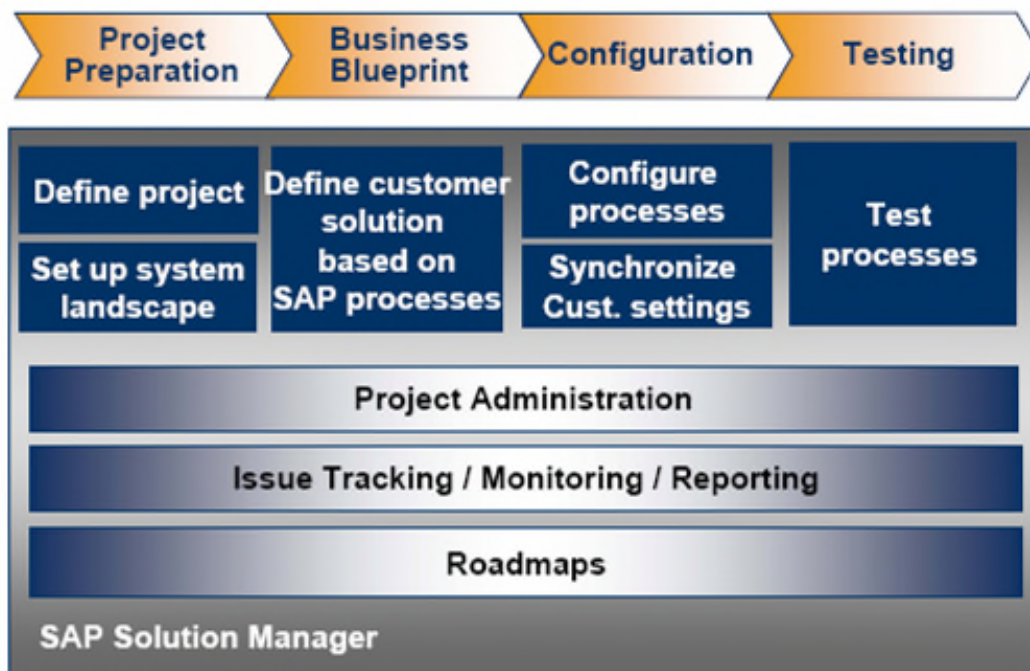 Project
Preparation
Business
Blueprint
Configuration
Testing
Define project
Set up system
landscape
Define customer
solution
based on
SAP processes
Configure
processes
Synchronize
Cust. settings
Test
processes
Project Administration
Issue Tracking / Monitoring / Reporting
Roadmaps
SAP Solution Manager